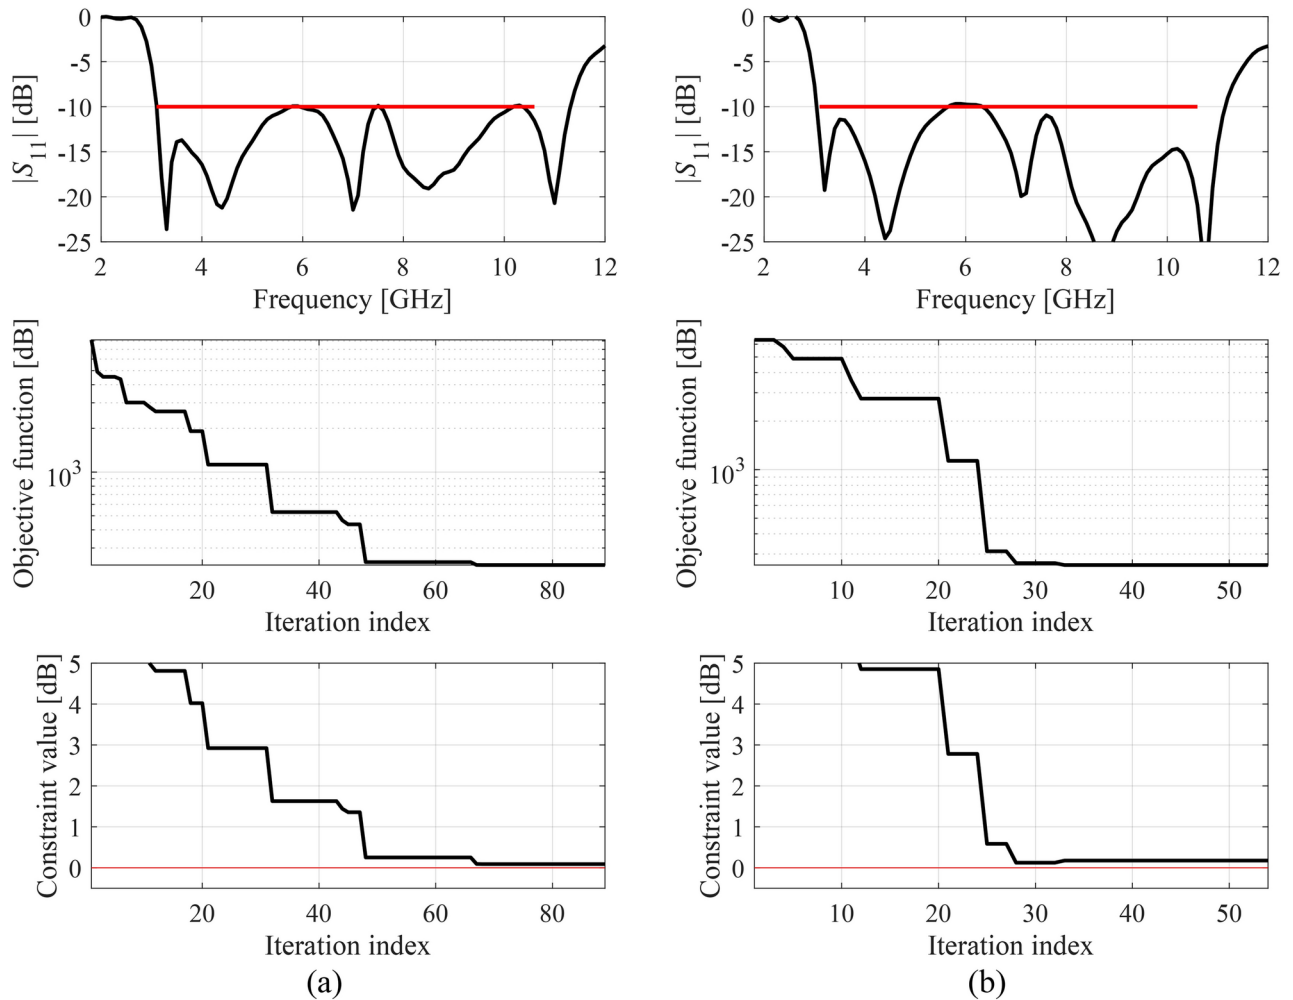 0
-5
-10
-15
-20
-25
|S11| [dB]
2 4 6 8 10 12
Frequency [GHz]
0
-5
-10
-15
-20
-25
|S11| [dB]
2 4 6 8 10 12
Frequency [GHz]
Objective function [dB]
10^3
20 40 60 80
Iteration index
Objective function [dB]
10^3
10 20 30 40 50
Iteration index
5
4
3
2
1
0
Constraint value [dB]
20 40 60 80
Iteration index
(a)
5
4
3
2
1
0
Constraint value [dB]
10 20 30 40 50
Iteration index
(b)